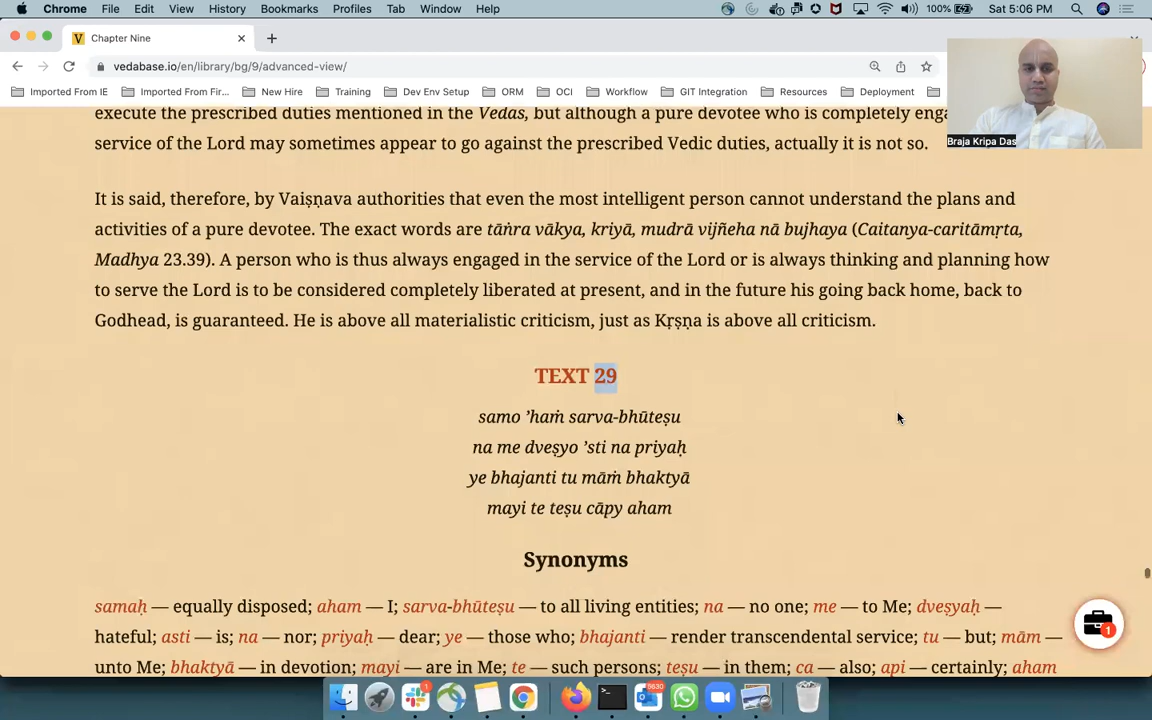 Chrome File Edit View History Bookmarks Profiles Tab Window Help 100% Sat 5:06 PM
Chapter Nine
vedabase.io/en/library/bg/9/advanced-view/
Imported From IE Imported From Fir... New Hire Training Dev Env Setup ORM OCI Workflow GIT Integration Resources Deployment
Braja Kripa Das
execute the prescribed duties mentioned in the Vedas, but although a pure devotee who is completely
service of the Lord may sometimes appear to go against the prescribed Vedic duties, actually it is not so.
It is said, therefore, by Vaiṣṇava authorities that even the most intelligent person cannot understand the plans and
activities of a pure devotee. The exact words are tāṅra vākya, kriyā, mudrā vijñeha nā bujhaya (Caitanya-caritāmṛta,
Madhya 23.39). A person who is thus always engaged in the service of the Lord or is always thinking and planning how
to serve the Lord is to be considered completely liberated at present, and in the future his going back home, back to
Godhead, is guaranteed. He is above all materialistic criticism, just as Kṛṣṇa is above all criticism.
TEXT 29
samo ’haṁ sarva-bhūteṣu
na me dveṣyo ’sti na priyaḥ
ye bhajanti tu māṁ bhaktyā
mayi te teṣu cāpy aham
Synonyms
samaḥ — equally disposed; aham — I; sarva-bhūteṣu — to all living entities; na — no one; me — to Me; dveṣyaḥ —
hateful; asti — is; na — nor; priyaḥ — dear; ye — those who; bhajanti — render transcendental service; tu — but; mām —
unto Me; bhaktyā — in devotion; mayi — are in Me; te — such persons; teṣu — in them; ca — also; api — certainly; aham
1
1
8630